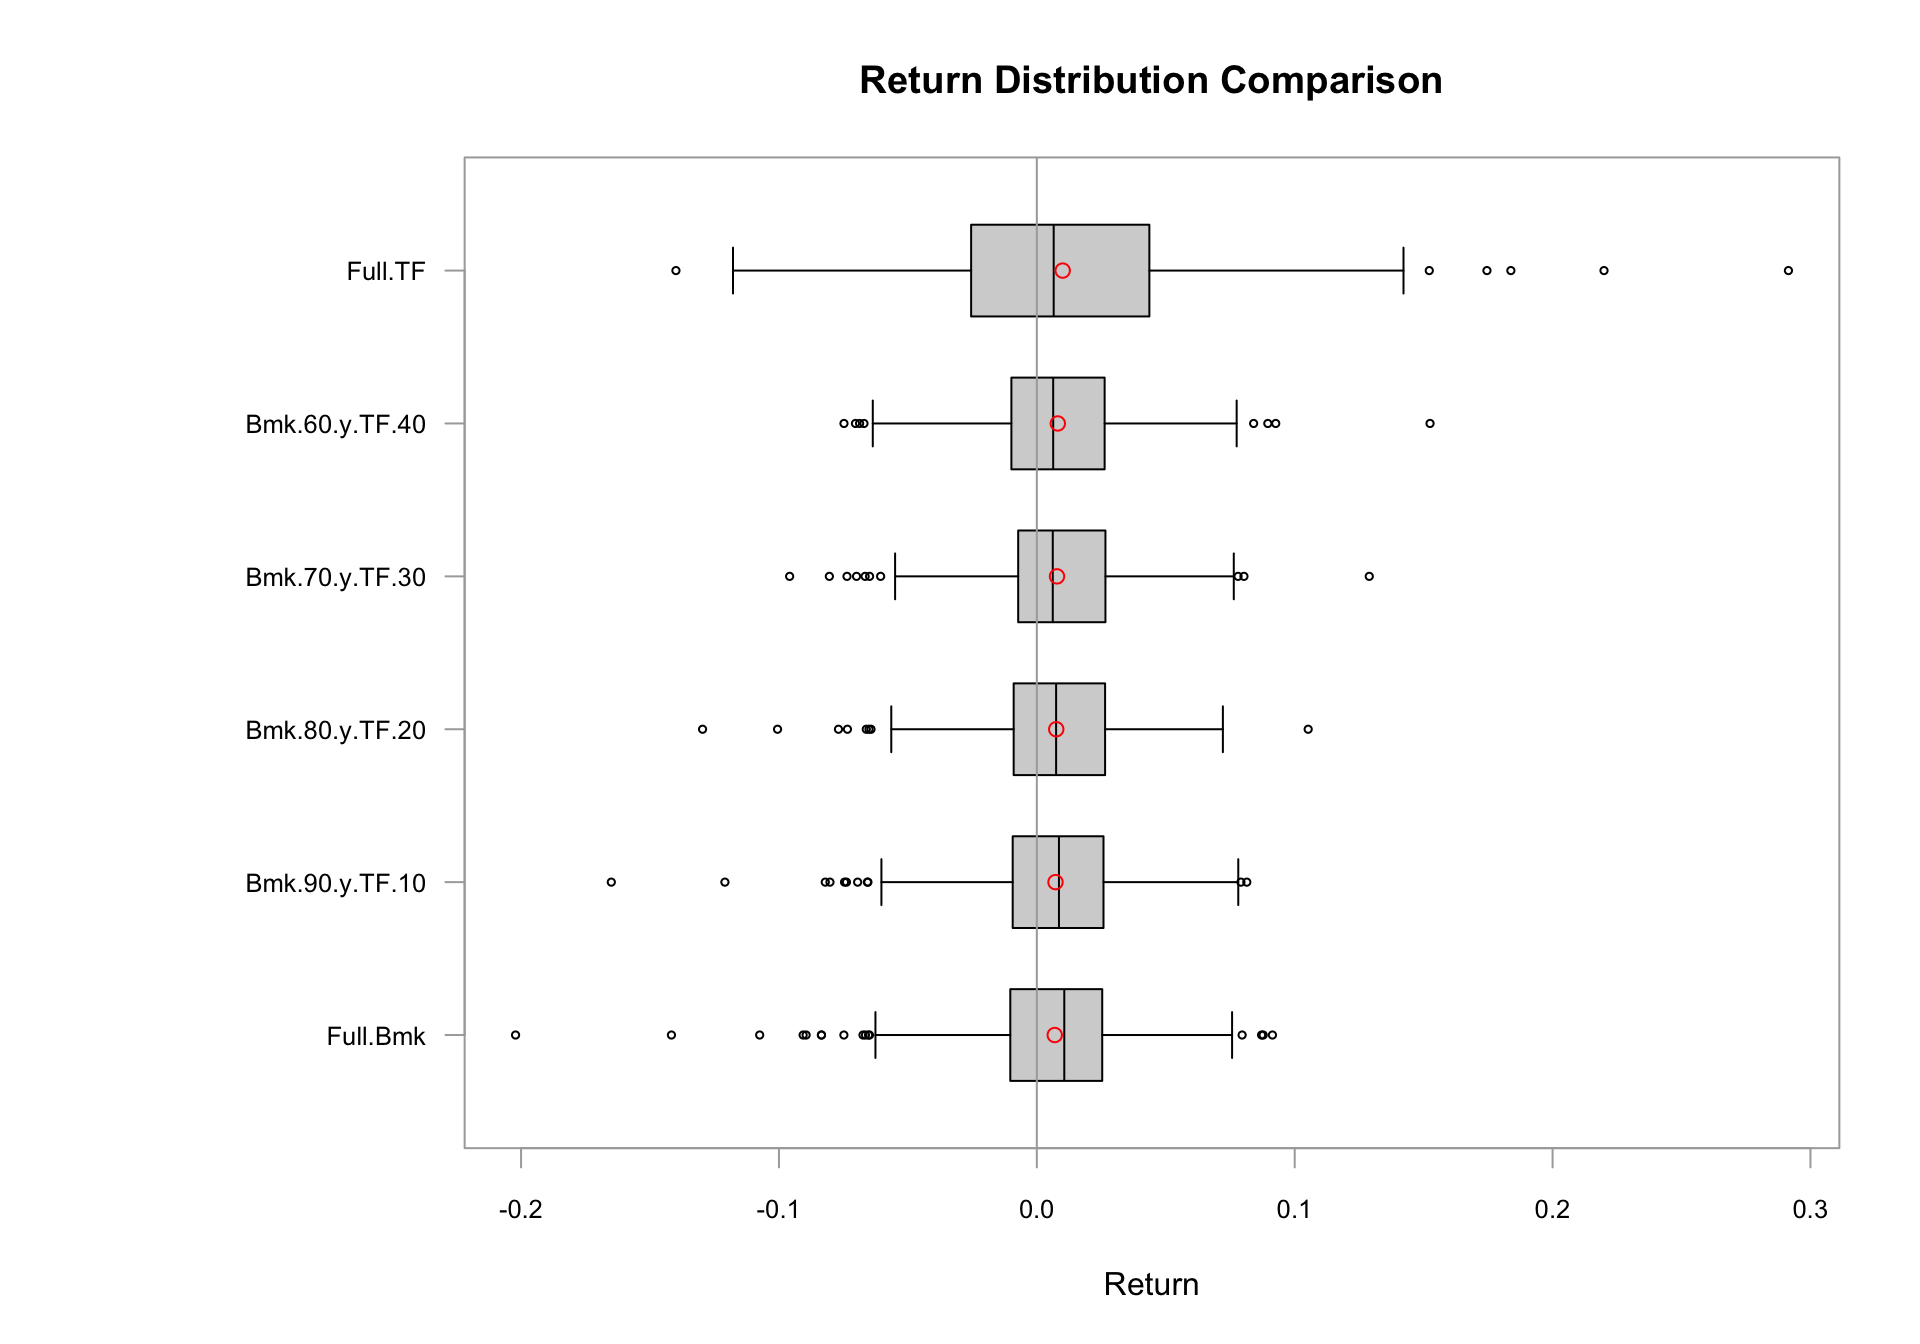 Return Distribution Comparison
Full.TF
Bmk.60.y.TF.40
Bmk.70.y.TF.30
Bmk.80.y.TF.20
Bmk.90.y.TF.10
Full.Bmk
-0.2 -0.1 0.0 0.1 0.2 0.3
Return